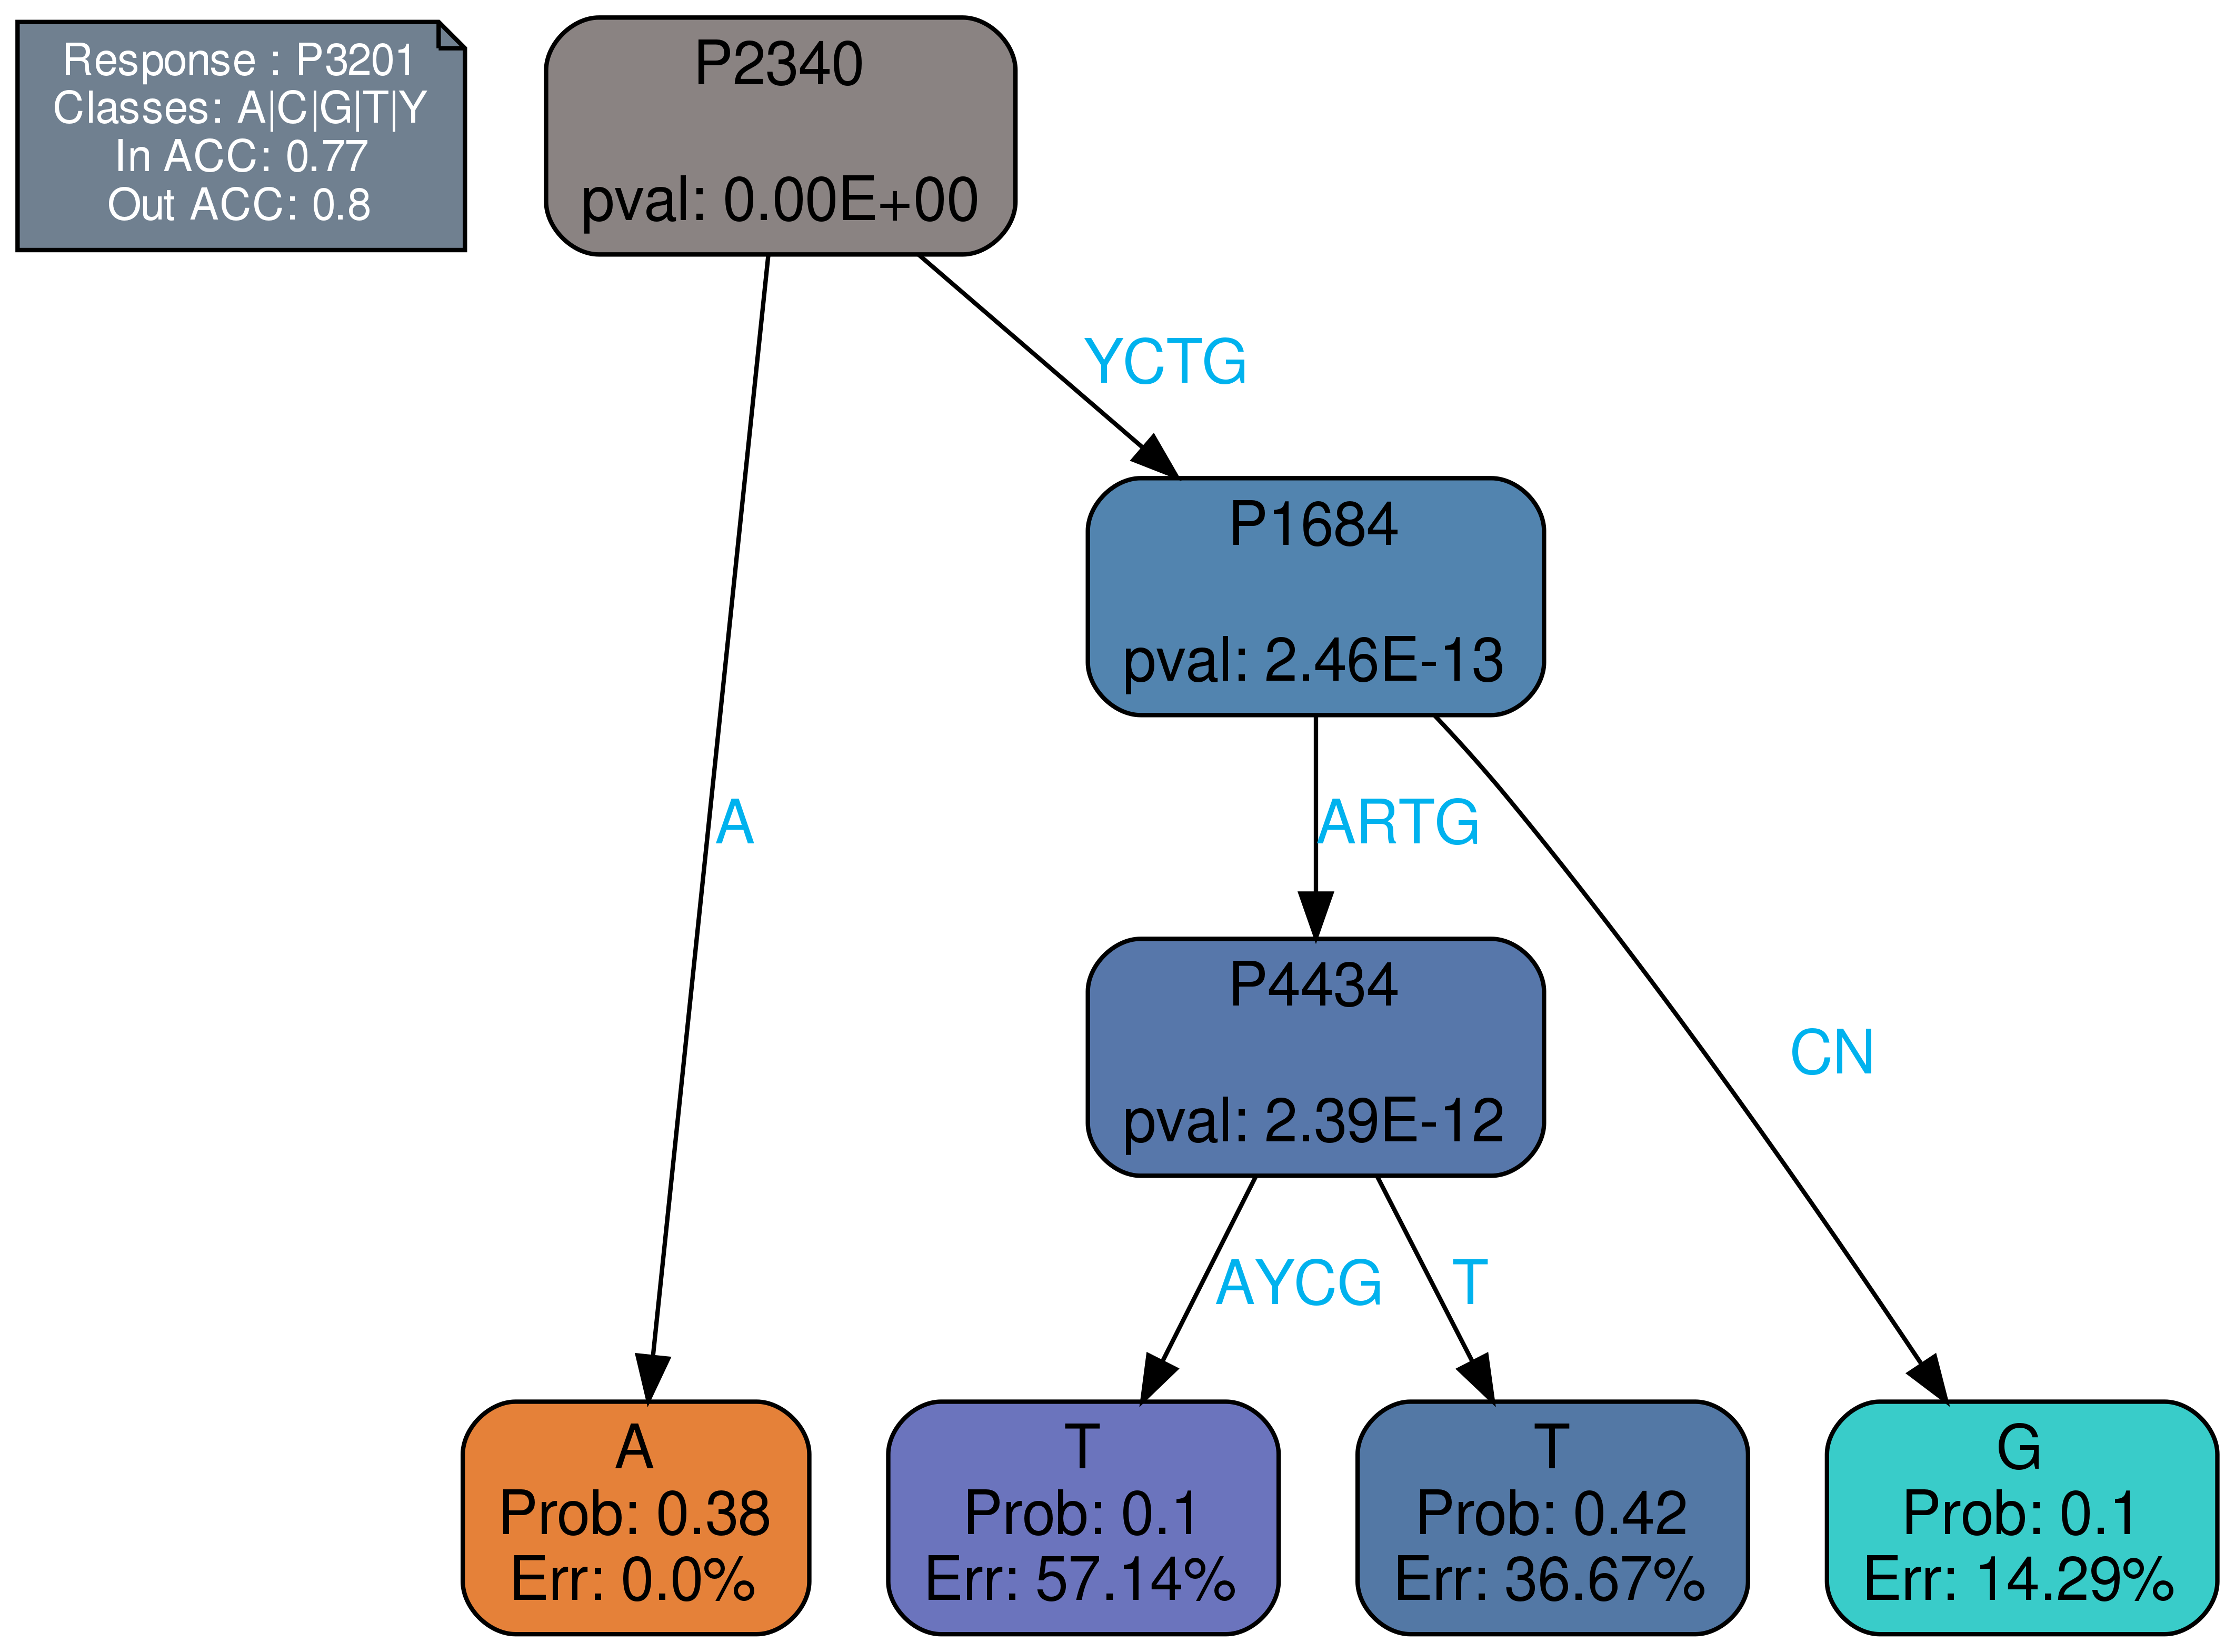 Response : P3201
Classes: A|C|G|T|Y
In ACC: 0.77
Out ACC: 0.8
P2340
pval: 0.00E+00
YCTG
P1684
pval: 2.46E-13
A
ARTG
P4434
pval: 2.39E-12
CN
AYCG
T
A
Prob: 0.38
Err: 0.0%
T
Prob: 0.1
Err: 57.14%
T
Prob: 0.42
Err: 36.67%
G
Prob: 0.1
Err: 14.29%